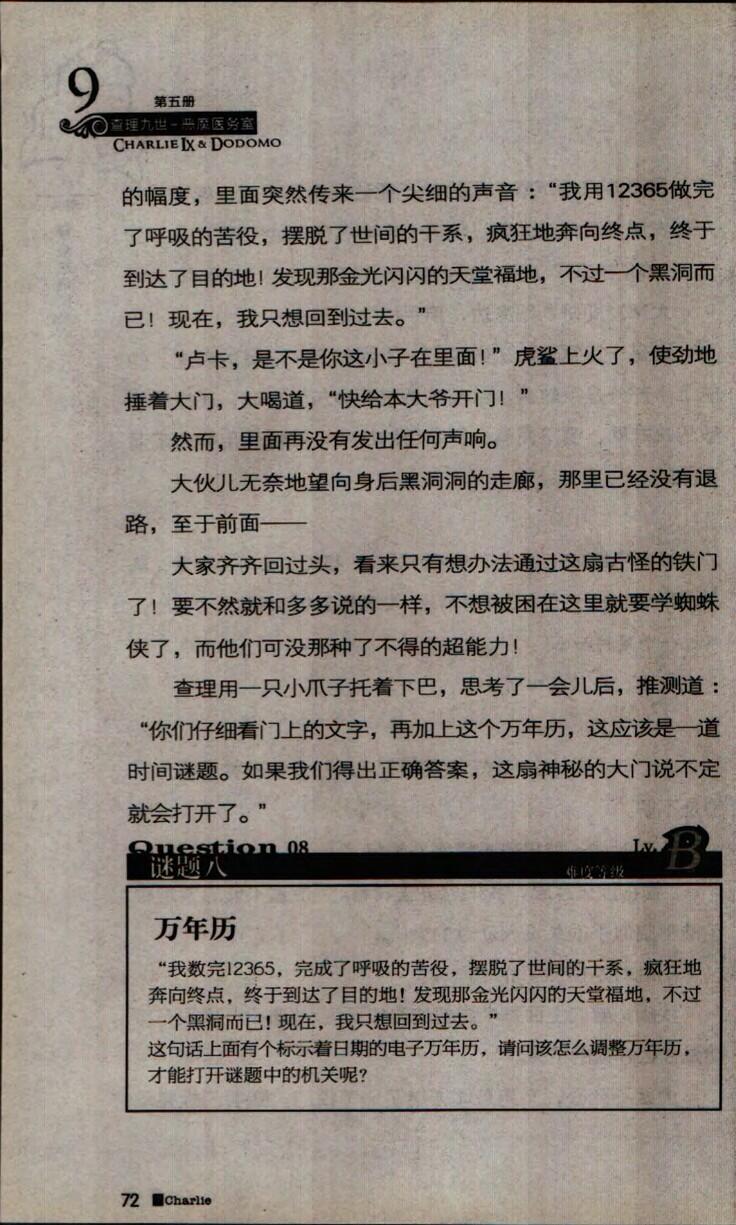 9
第五册
查理九世-恶魔医务室
CHARLIE IX & DODOMO
的幅度，里面突然传来一个尖细的声音：“我用12365做完
了呼吸的苦役，摆脱了世间的干系，疯狂地奔向终点，终于
到达了目的地！发现那金光闪闪的天堂福地，不过一个黑洞而
已！现在，我只想回到过去。”
“卢卡，是不是你这小子在里面！”虎鲨上火了，使劲地
捶着大门，大喝道，“快给本大爷开门！”
然而，里面再没有发出任何声响。
大伙儿无奈地望向身后黑洞洞的走廊，那里已经没有退
路，至于前面——
大家齐齐回过头，看来只有想办法通过这扇古怪的铁门
了！要不然就和多多说的一样，不想被困在这里就要学蜘蛛
侠了，而他们可没那种了不得的超能力！
查理用一只小爪子托着下巴，思考了一会儿后，推测道：
“你们仔细看门上的文字，再加上这个万年历，这应该是一道
时间谜题。如果我们得出正确答案，这扇神秘的大门说不定
就会打开了。”
Question 08
Lv. B
谜题八
难度等级
万年历
“我数完12365，完成了呼吸的苦役，摆脱了世间的干系，疯狂地
奔向终点，终于到达了目的地！发现那金光闪闪的天堂福地，不过
一个黑洞而已！现在，我只想回到过去。”
这句话上面有个标示着日期的电子万年历，请问该怎么调整万年历，
才能打开谜题中的机关呢？
72 ■Charlie